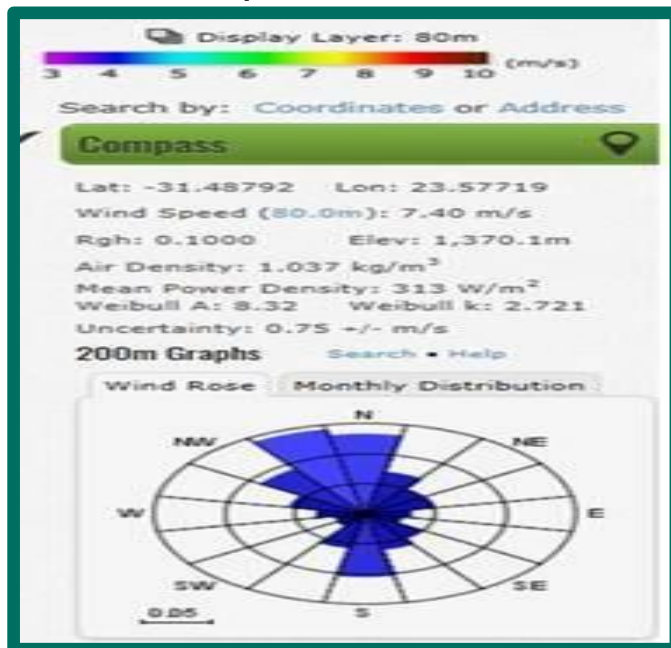 Display Layer: 80m
3 4 5 6 7 8 9 10 (m/s)
Search by: Coordinates or Address
Compass
Lat: -31.48792 Lon: 23.57719
Wind Speed (80.0m): 7.40 m/s
Rgh: 0.1000 Elev: 1,370.1m
Air Density: 1.037 kg/m³
Mean Power Density: 313 W/m²
Weibull A: 8.32 Weibull k: 2.721
Uncertainty: 0.75 +/- m/s
200m Graphs Search • Help
Wind Rose Monthly Distribution
N
NW NE
W E
SW SE
0.05 S